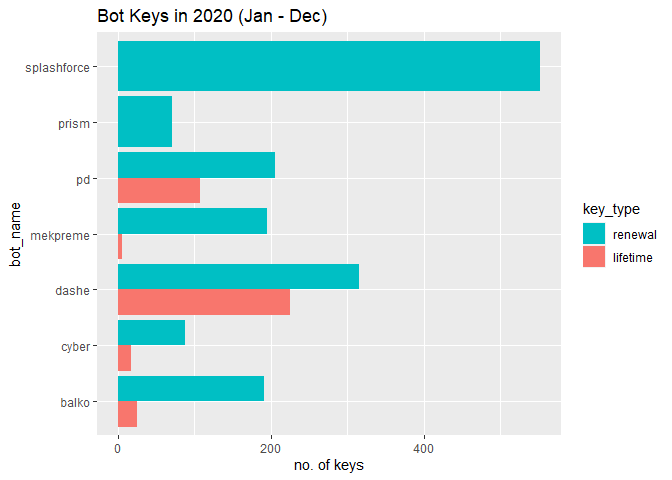 Bot Keys in 2020 (Jan - Dec)
splashforce
prism
pd
mekpreme
dashe
cyber
balko
bot_name
0
200
400
no. of keys
key_type
renewal
lifetime